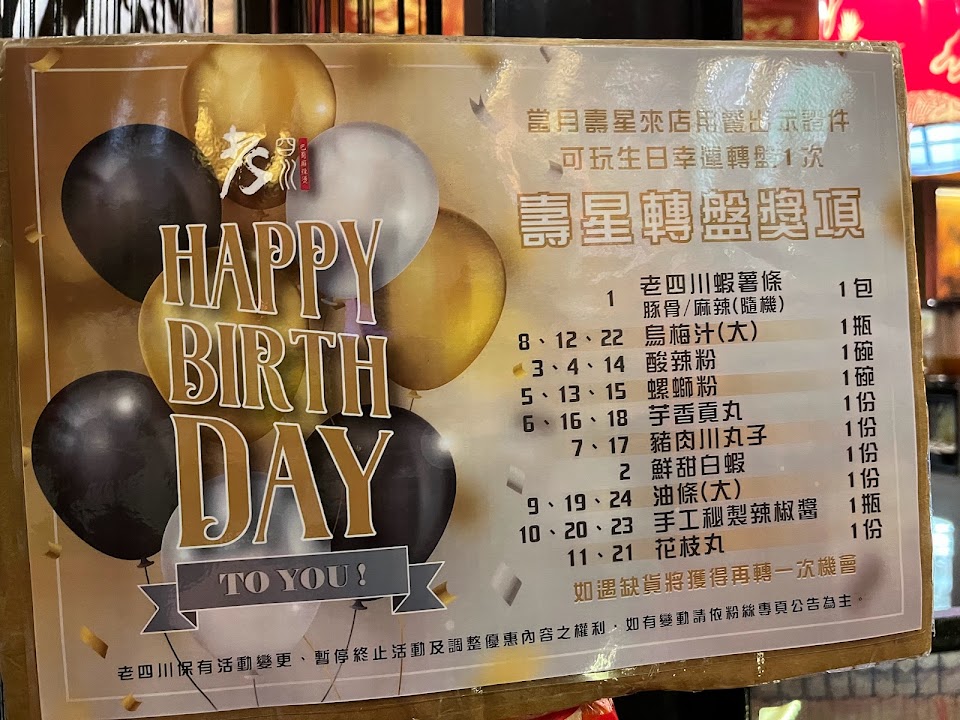 老四川
巴蜀麻辣燙
HAPPY
BIRTH
DAY
TO YOU!
當月壽星來店用餐出示證件
可玩生日幸運轉盤1次
壽星轉盤獎項
1 老四川蝦薯條 1包
豚骨/麻辣(隨機)
8、12、22 烏梅汁(大) 1瓶
3、4、14 酸辣粉 1碗
5、13、15 螺螄粉 1碗
6、16、18 芋香貢丸 1份
7、17 豬肉川丸子 1份
2 鮮甜白蝦 1份
9、19、24 油條(大) 1份
10、20、23 手工秘製辣椒醬 1瓶
11、21 花枝丸 1份
如遇缺貨將獲得再轉一次機會
老四川保有活動變更、暫停終止活動及調整優惠內容之權利，如有變動請依粉絲專頁公告為主。